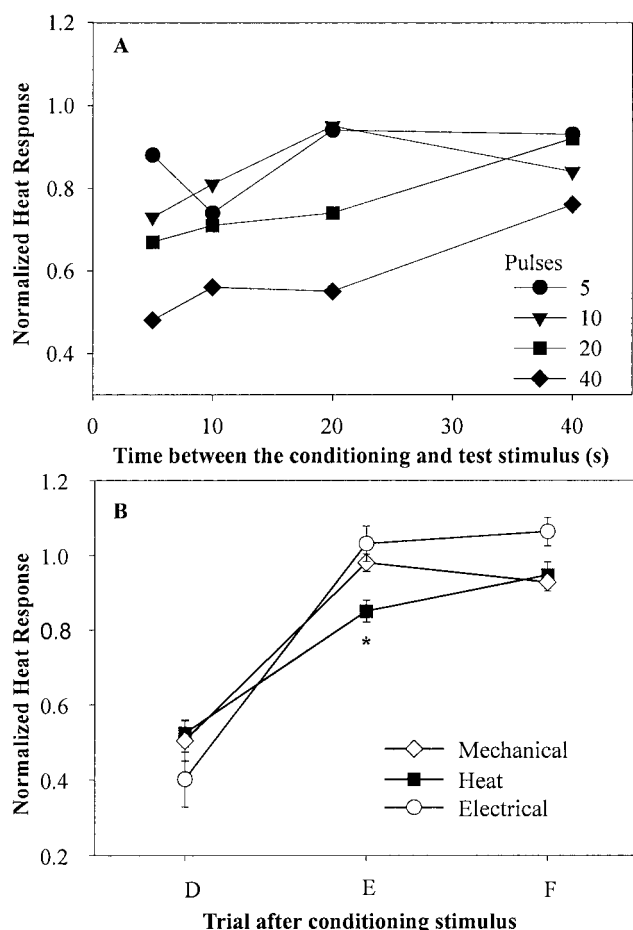 A
1.2
1.0
0.8
0.6
0.4
Normalized Heat Response
Pulses
5
10
20
40
0 10 20 30 40
Time between the conditioning and test stimulus (s)
B
1.2
1.0
0.8
0.6
0.4
0.2
Normalized Heat Response
*
Mechanical
Heat
Electrical
D E F
Trial after conditioning stimulus